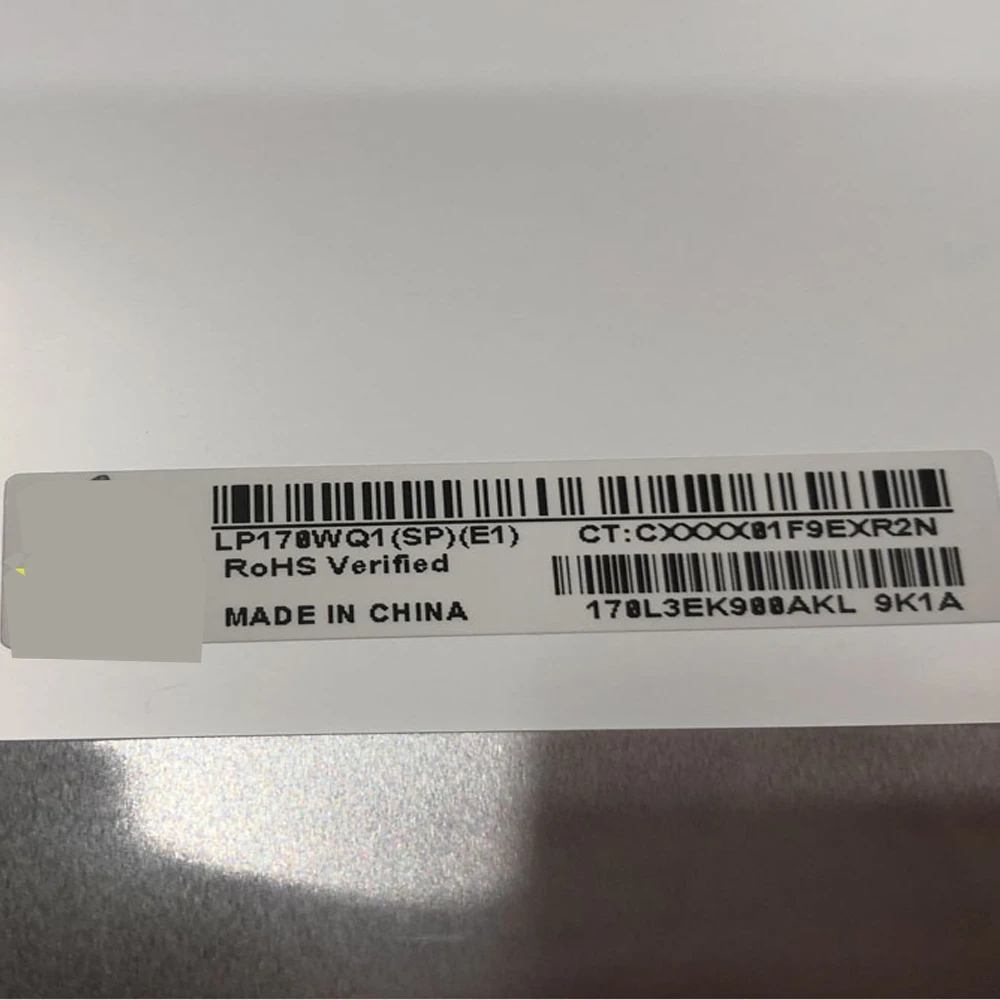 LP170WQ1(SP)(E1) CT:CXXXX01F9EXR2N
RoHS Verified
MADE IN CHINA 170L3EK900AKL 9K1A